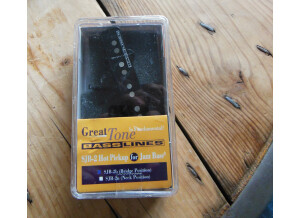 Great Tone
BASSLINES
SJB-2 Hot Pickup for Jazz Bass®
SJB-2b (Bridge Position)
SJB-2n (Neck Position)